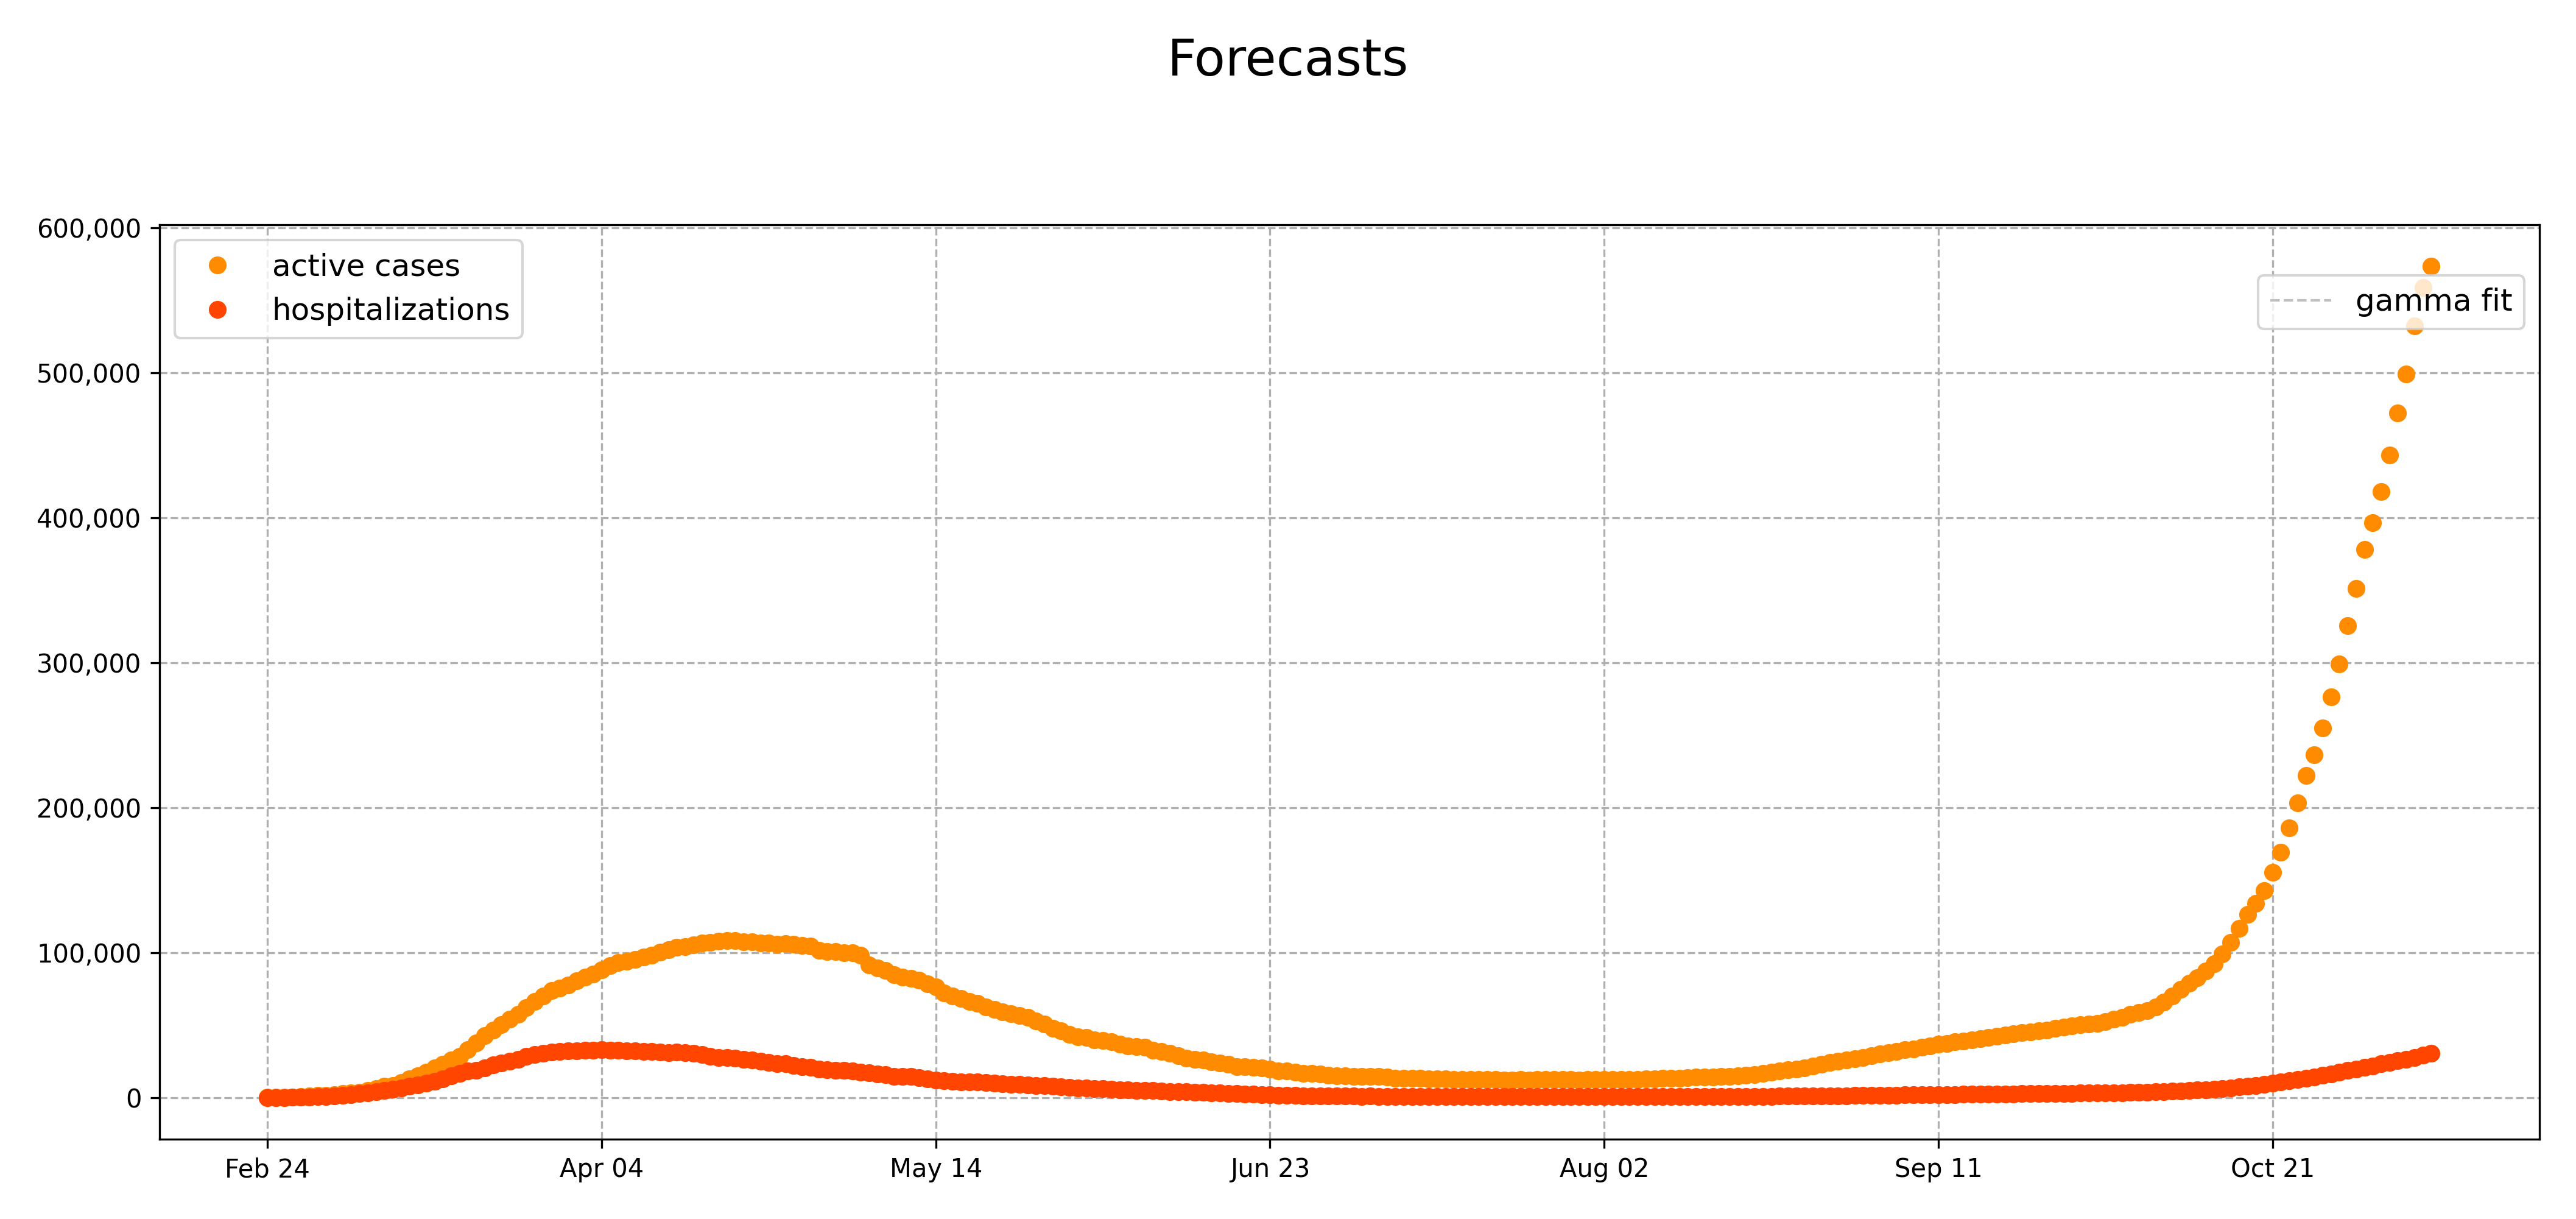 Forecasts
600,000
500,000
400,000
300,000
200,000
100,000
0
active cases
hospitalizations
gamma fit
Feb 24 Apr 04 May 14 Jun 23 Aug 02 Sep 11 Oct 21